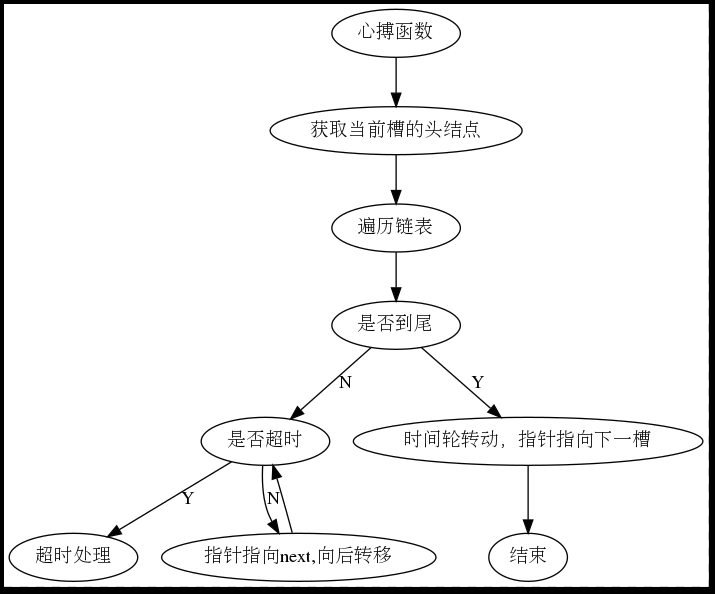 心搏函数
获取当前槽的头结点
遍历链表
是否到尾
N
Y
是否超时
时间轮转动，指针指向下一槽
Y
N
超时处理
指针指向next,向后转移
结束